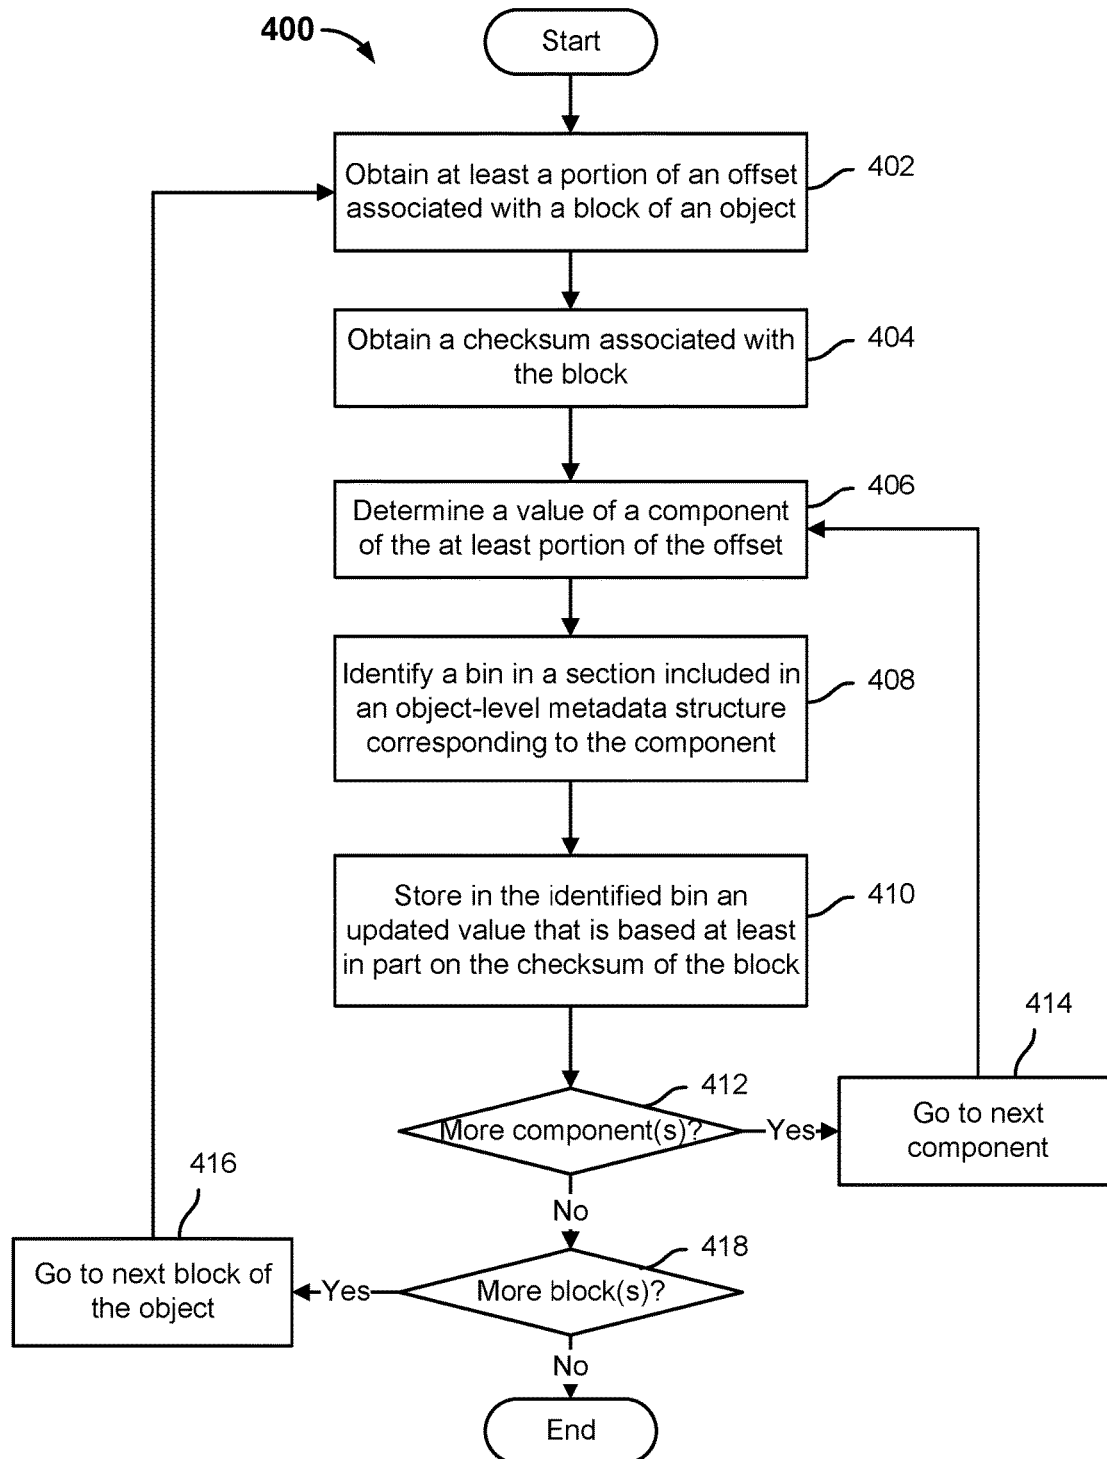 400
Start
Obtain at least a portion of an offset
associated with a block of an object
402
Obtain a checksum associated with
the block
404
Determine a value of a component
of the at least portion of the offset
406
Identify a bin in a section included in
an object-level metadata structure
corresponding to the component
408
Store in the identified bin an
updated value that is based at least
in part on the checksum of the block
410
More component(s)?
412
Yes
Go to next
component
414
No
More block(s)?
418
Yes
Go to next block of
the object
416
No
End